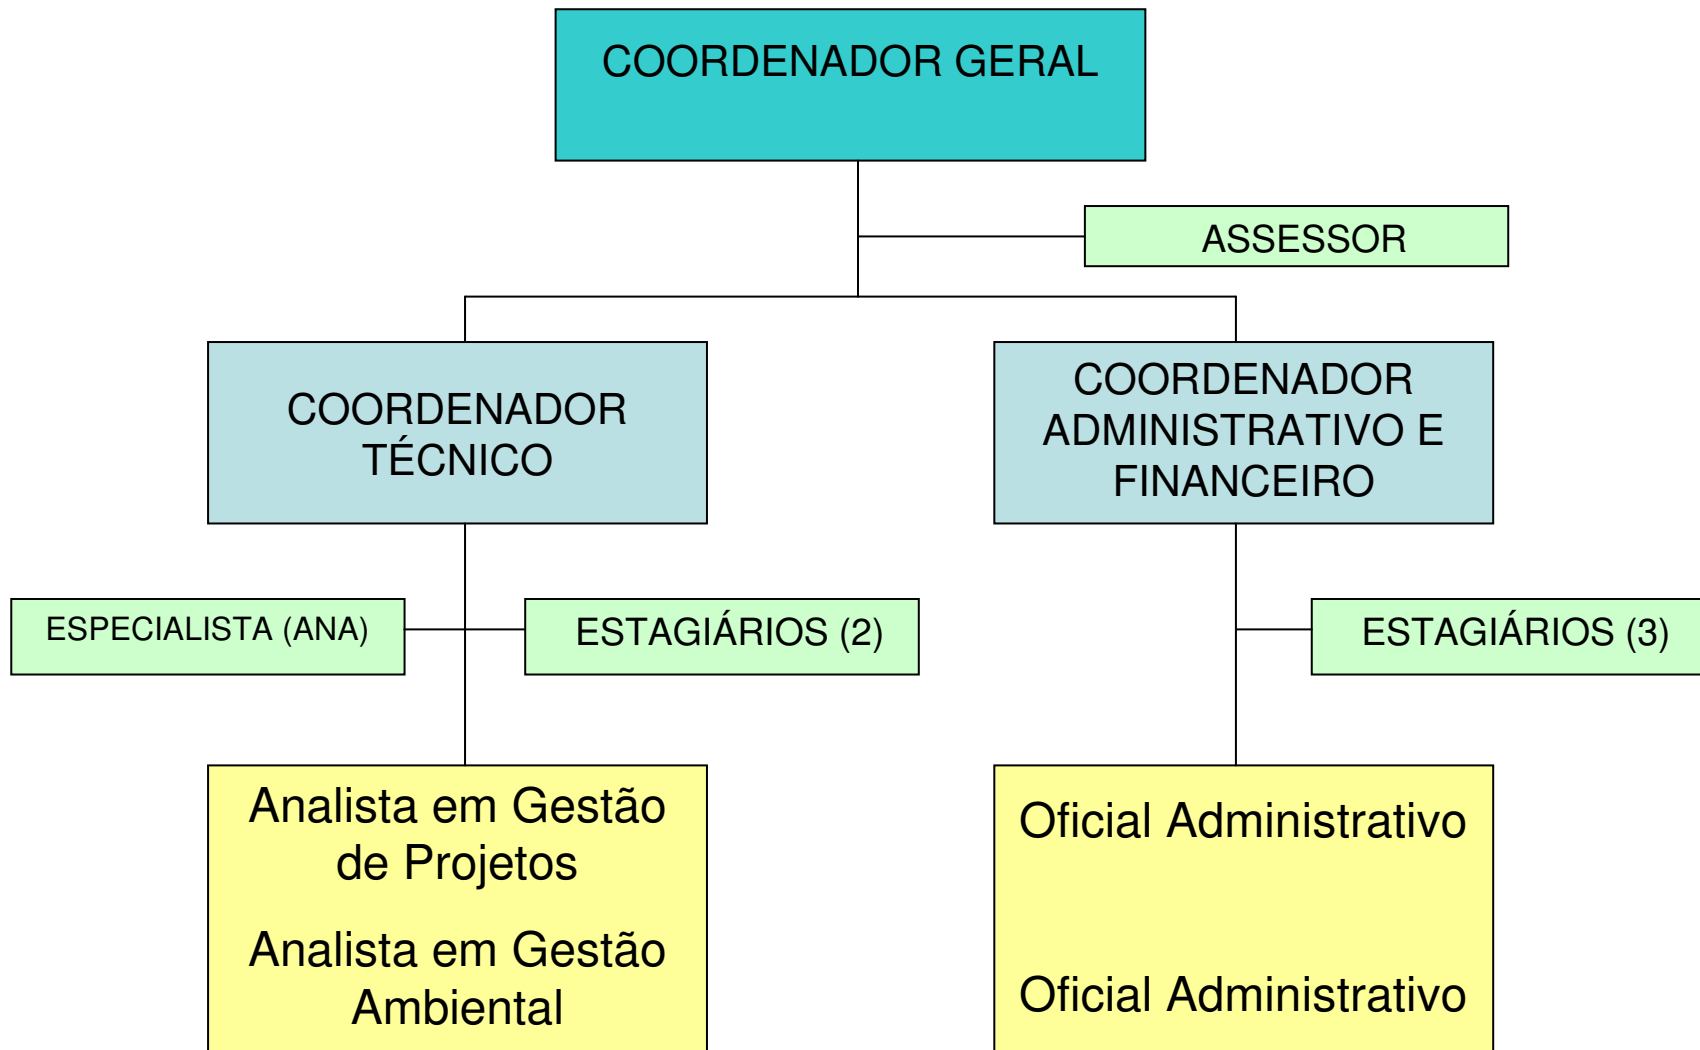 COORDENADOR GERAL
ASSESSOR
COORDENADOR
TÉCNICO
COORDENADOR
ADMINISTRATIVO E
FINANCEIRO
ESPECIALISTA (ANA)
ESTAGIÁRIOS (2)
ESTAGIÁRIOS (3)
Analista em Gestão
de Projetos
Analista em Gestão
Ambiental
Oficial Administrativo
Oficial Administrativo